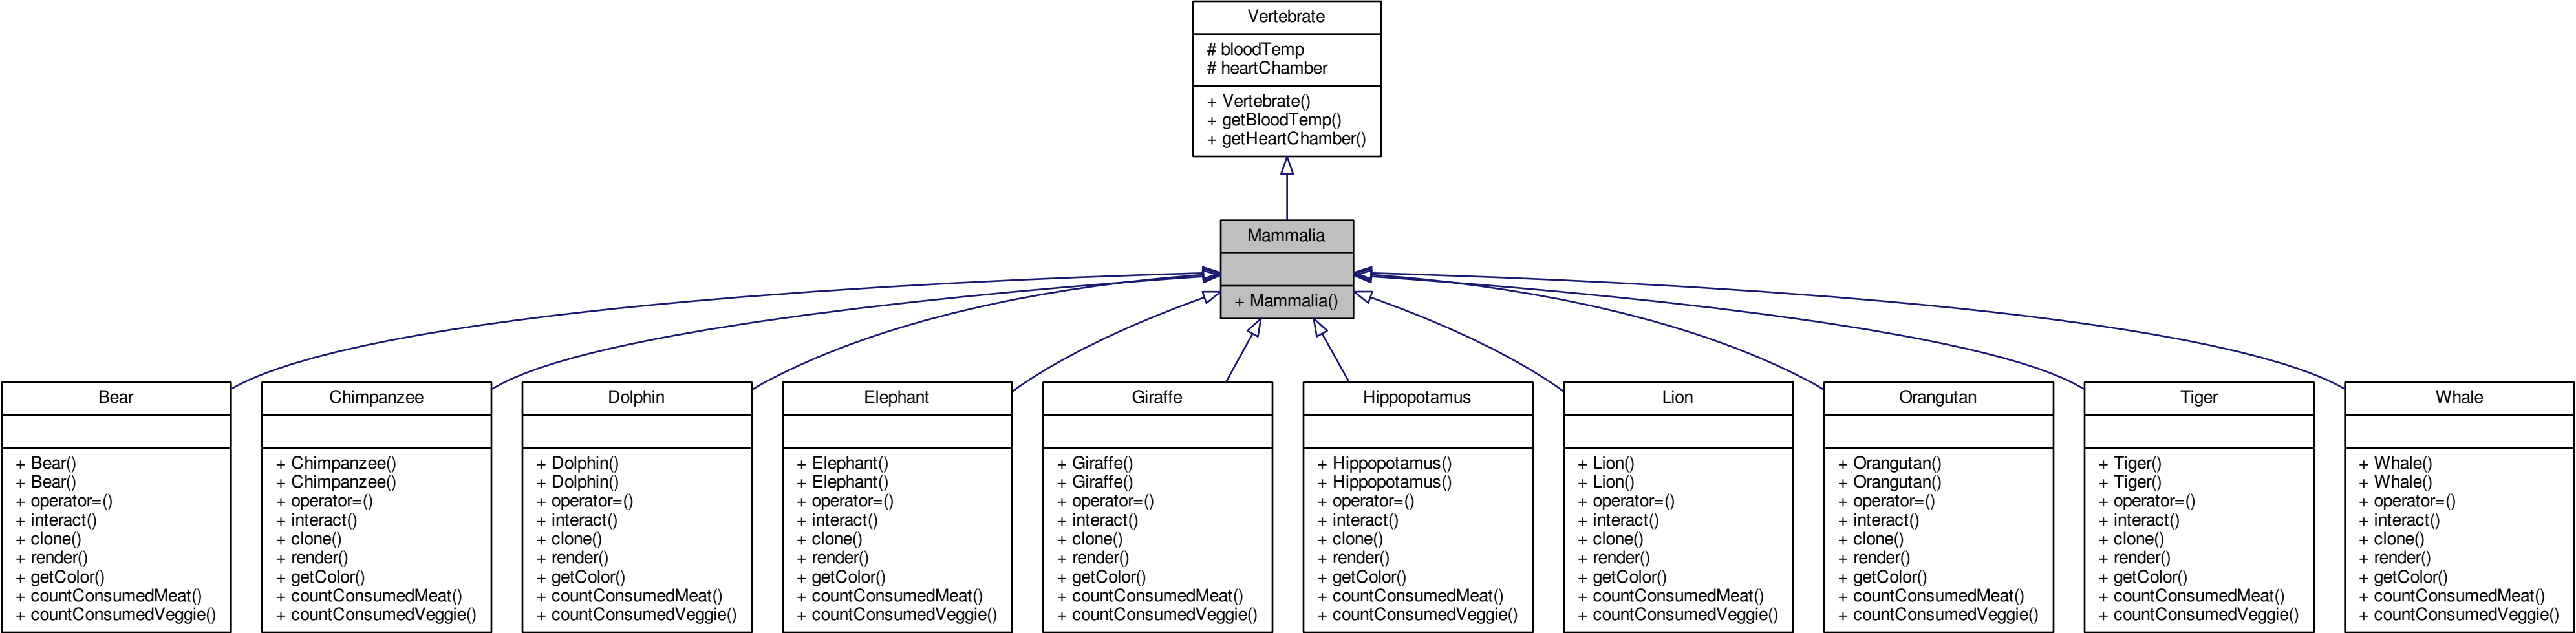 Vertebrate
# bloodTemp
# heartChamber
+ Vertebrate()
+ getBloodTemp()
+ getHeartChamber()
Mammalia
+ Mammalia()
Bear
+ Bear()
+ Bear()
+ operator=()
+ interact()
+ clone()
+ render()
+ getColor()
+ countConsumedMeat()
+ countConsumedVeggie()
Chimpanzee
+ Chimpanzee()
+ Chimpanzee()
+ operator=()
+ interact()
+ clone()
+ render()
+ getColor()
+ countConsumedMeat()
+ countConsumedVeggie()
Dolphin
+ Dolphin()
+ Dolphin()
+ operator=()
+ interact()
+ clone()
+ render()
+ getColor()
+ countConsumedMeat()
+ countConsumedVeggie()
Elephant
+ Elephant()
+ Elephant()
+ operator=()
+ interact()
+ clone()
+ render()
+ getColor()
+ countConsumedMeat()
+ countConsumedVeggie()
Giraffe
+ Giraffe()
+ Giraffe()
+ operator=()
+ interact()
+ clone()
+ render()
+ getColor()
+ countConsumedMeat()
+ countConsumedVeggie()
Hippopotamus
+ Hippopotamus()
+ Hippopotamus()
+ operator=()
+ interact()
+ clone()
+ render()
+ getColor()
+ countConsumedMeat()
+ countConsumedVeggie()
Lion
+ Lion()
+ Lion()
+ operator=()
+ interact()
+ clone()
+ render()
+ getColor()
+ countConsumedMeat()
+ countConsumedVeggie()
Orangutan
+ Orangutan()
+ Orangutan()
+ operator=()
+ interact()
+ clone()
+ render()
+ getColor()
+ countConsumedMeat()
+ countConsumedVeggie()
Tiger
+ Tiger()
+ Tiger()
+ operator=()
+ interact()
+ clone()
+ render()
+ getColor()
+ countConsumedMeat()
+ countConsumedVeggie()
Whale
+ Whale()
+ Whale()
+ operator=()
+ interact()
+ clone()
+ render()
+ getColor()
+ countConsumedMeat()
+ countConsumedVeggie()